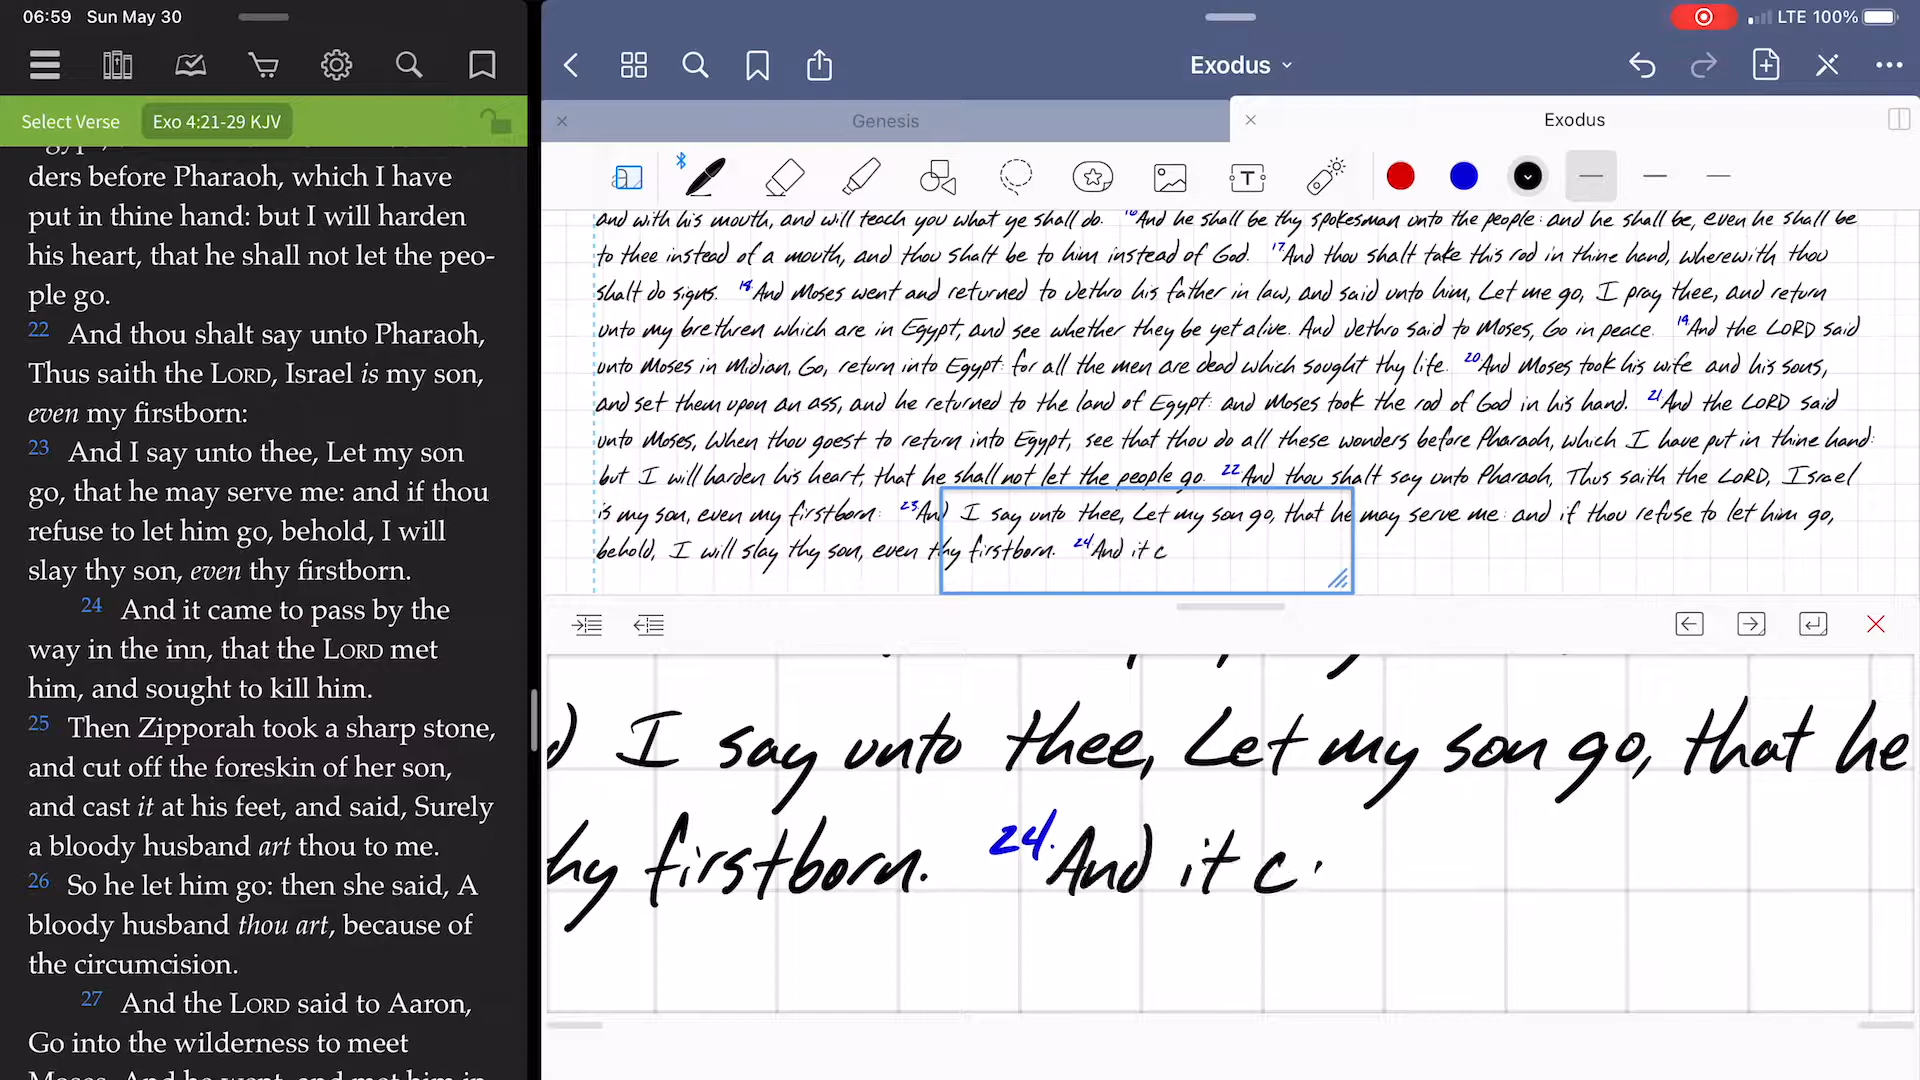 06:59 Sun May 30
Select Verse Exo 4:21-29 KJV
ders before Pharaoh, which I have
put in thine hand: but I will harden
his heart, that he shall not let the peo-
ple go.
22 And thou shalt say unto Pharaoh,
Thus saith the LORD, Israel is my son,
even my firstborn:
23 And I say unto thee, Let my son
go, that he may serve me: and if thou
refuse to let him go, behold, I will
slay thy son, even thy firstborn.
24 And it came to pass by the
way in the inn, that the LORD met
him, and sought to kill him.
25 Then Zipporah took a sharp stone,
and cut off the foreskin of her son,
and cast it at his feet, and said, Surely
a bloody husband art thou to me.
26 So he let him go: then she said, A
bloody husband thou art, because of
the circumcision.
27 And the LORD said to Aaron,
Go into the wilderness to meet
LTE 100%
Exodus
Genesis
Exodus
and with his mouth, and will teach you what ye shall do. 16. And he shall be thy spokesman unto the people: and he shall be, even he shall be
to thee instead of a mouth, and thou shalt be to him instead of God. 17. And thou shalt take this rod in thine hand, wherewith thou
shalt do signs. 18. And Moses went and returned to Jethro his father in law, and said unto him, Let me go, I pray thee, and return
unto my brethren which are in Egypt, and see whether they be yet alive. And Jethro said to Moses, Go in peace. 19. And the LORD said
unto Moses in Midian, Go, return into Egypt: for all the men are dead which sought thy life. 20. And Moses took his wife and his sons,
and set them upon an ass, and he returned to the land of Egypt: and Moses took the rod of God in his hand. 21. And the LORD said
unto Moses, When thou goest to return into Egypt, see that thou do all these wonders before Pharaoh, which I have put in thine hand:
but I will harden his heart, that he shall not let the people go. 22. And thou shalt say unto Pharaoh, Thus saith the LORD, Israel
is my son, even my firstborn: 23. And I say unto thee, Let my son go, that he may serve me: and if thou refuse to let him go,
behold, I will slay thy son, even thy firstborn. 24. And it c
I say unto thee, Let my son go, that he
hy firstborn. 24. And it c